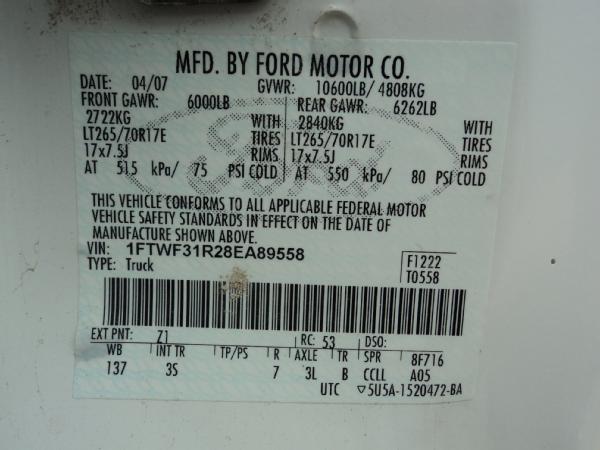 MFD. BY FORD MOTOR CO.
DATE: 04/07 GVWR: 10600LB/ 4808KG
FRONT GAWR: 6000LB REAR GAWR: 6262LB
2722KG WITH 2840KG WITH
LT265/70R17E TIRES LT265/70R17E TIRES
17x7.5J RIMS 17x7.5J RIMS
AT 515 kPa/ 75 PSI COLD AT 550 kPa/ 80 PSI COLD
THIS VEHICLE CONFORMS TO ALL APPLICABLE FEDERAL MOTOR
VEHICLE SAFETY STANDARDS IN EFFECT ON THE DATE OF
MANUFACTURE SHOWN ABOVE.
VIN: 1FTWF31R28EA89558 F1222
TYPE: Truck T0558
EXT PNT: Z1 RC: 53 DSO:
WB INT TR TP/PS R AXLE TR SPR 8F716
137 3S 7 3L B CCLL A05
UTC ▽5U5A-1520472-BA
Ford